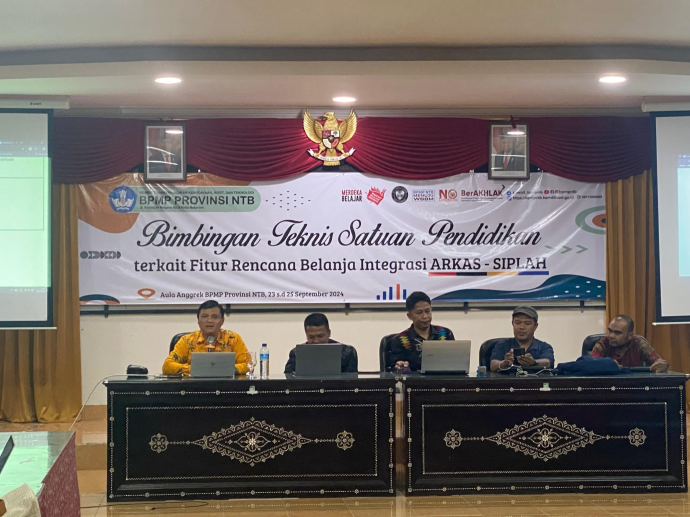 BPMP PROVINSI NTB
MERDEKA
BELAJAR
BerAKHLAK
Bimbingan Teknis Satuan Pendidikan
terkait Fitur Rencana Belanja Integrasi ARKAS - SIPLAH
Aula Anggrek BPMP Provinsi NTB, 23 s.d 25 September 2024